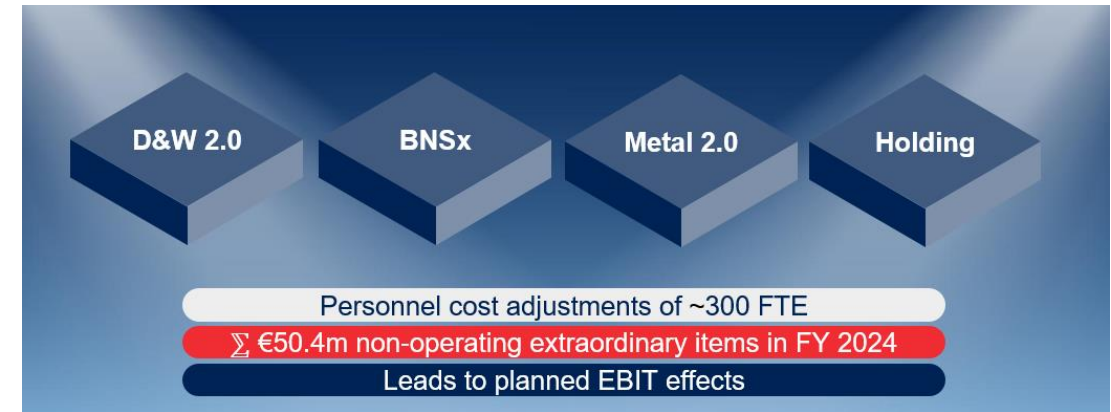 D&W 2.0
BNSx
Metal 2.0
Holding
Personnel cost adjustments of ~300 FTE
∑ €50.4m non-operating extraordinary items in FY 2024
Leads to planned EBIT effects